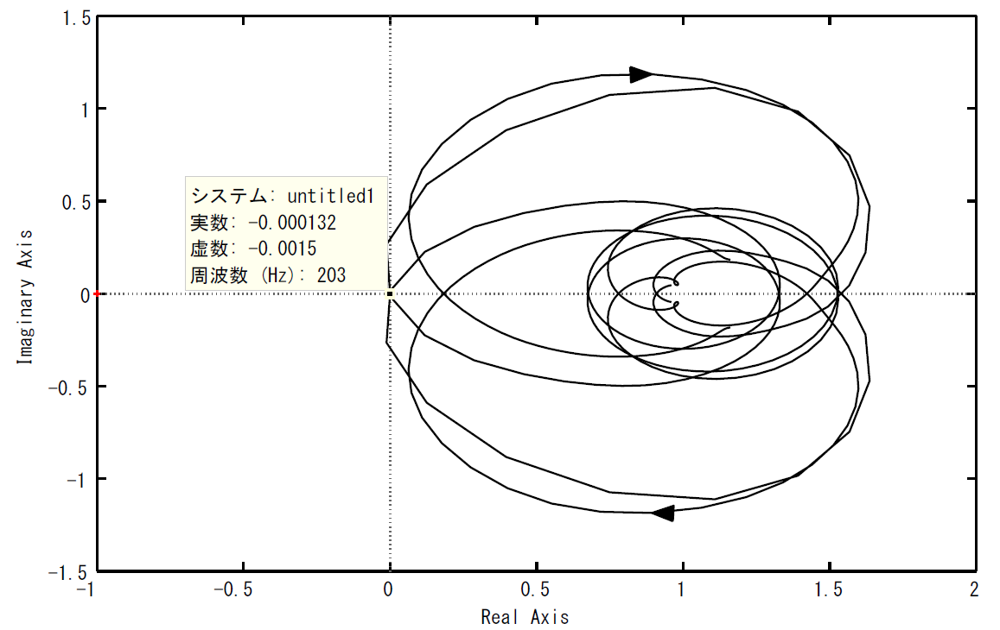 1.5
1
0.5
0
-0.5
-1
-1.5
Imaginary Axis
システム: untitled1
実数: -0.000132
虚数: -0.0015
周波数 (Hz): 203
-1 -0.5 0 0.5 1 1.5 2
Real Axis